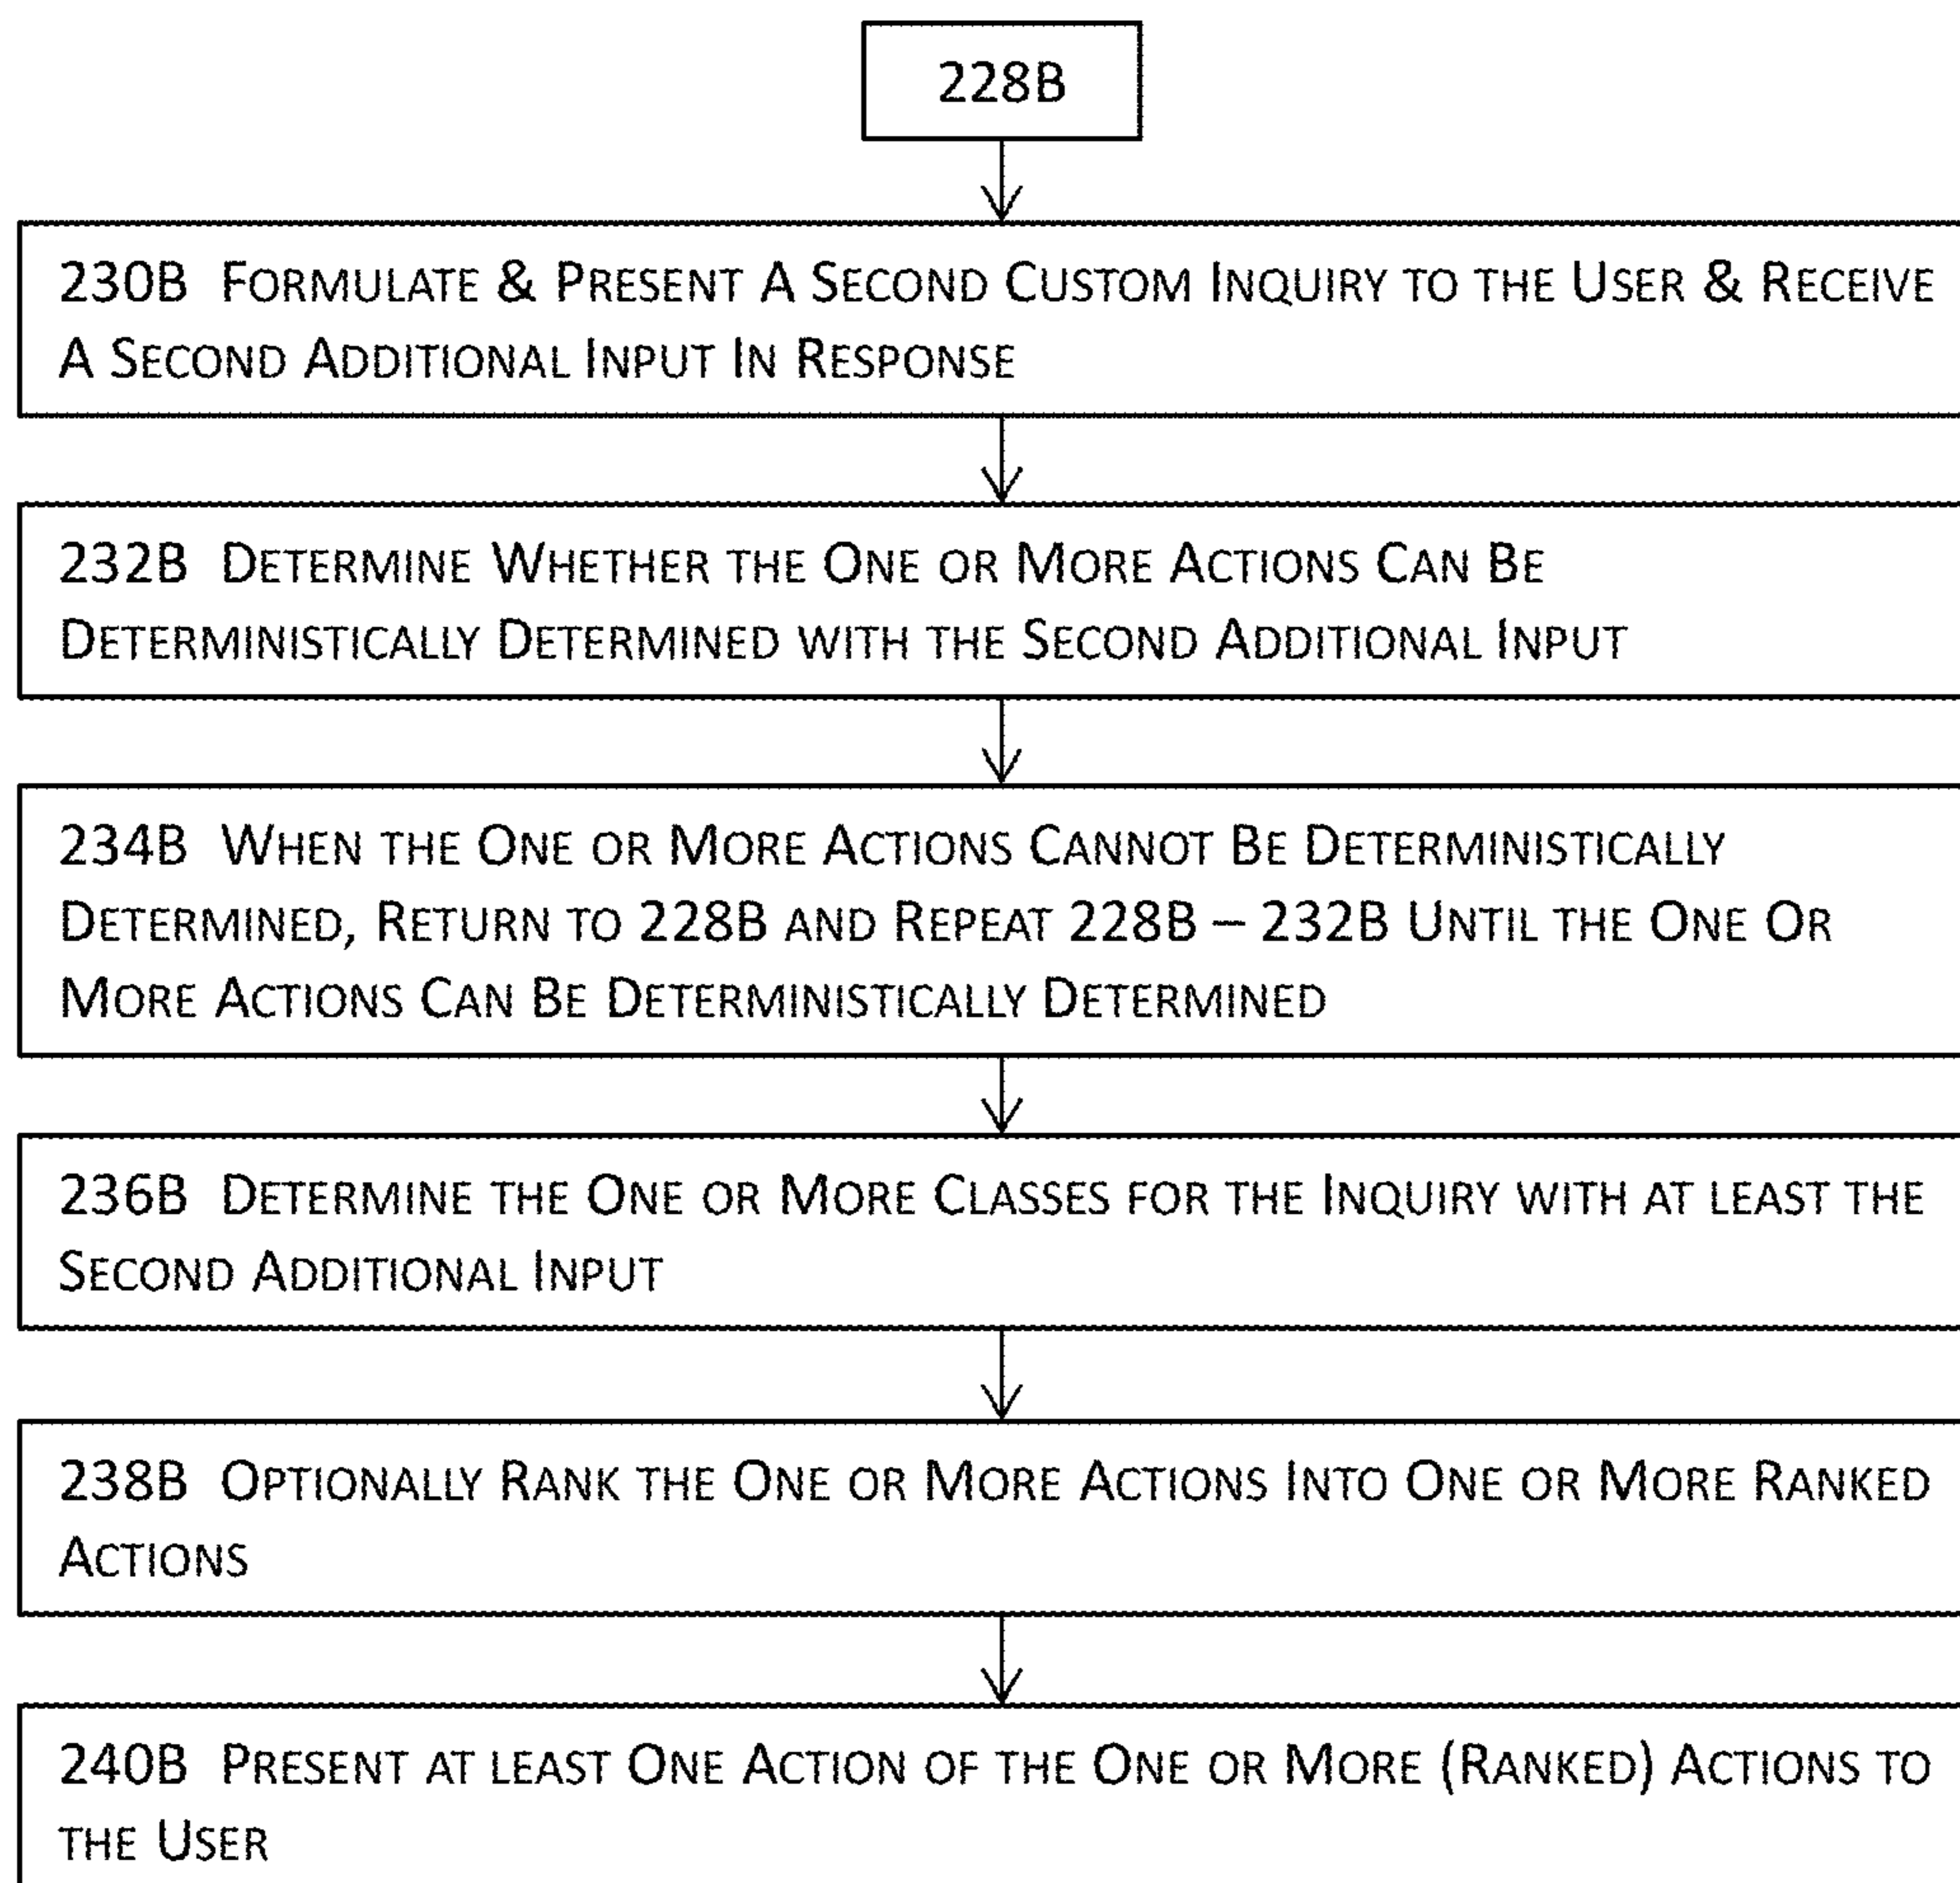 228B
230B Formulate & Present A Second Custom Inquiry to the User & Receive
A Second Additional Input In Response
232B Determine Whether the One or More Actions Can Be
Deterministically Determined with the Second Additional Input
234B When the One or More Actions Cannot Be Deterministically
Determined, Return to 228B and Repeat 228B – 232B Until the One Or
More Actions Can Be Deterministically Determined
236B Determine the One or More Classes for the Inquiry with at least the
Second Additional Input
238B Optionally Rank the One or More Actions Into One or More Ranked
Actions
240B Present at least One Action of the One or More (Ranked) Actions to
the User